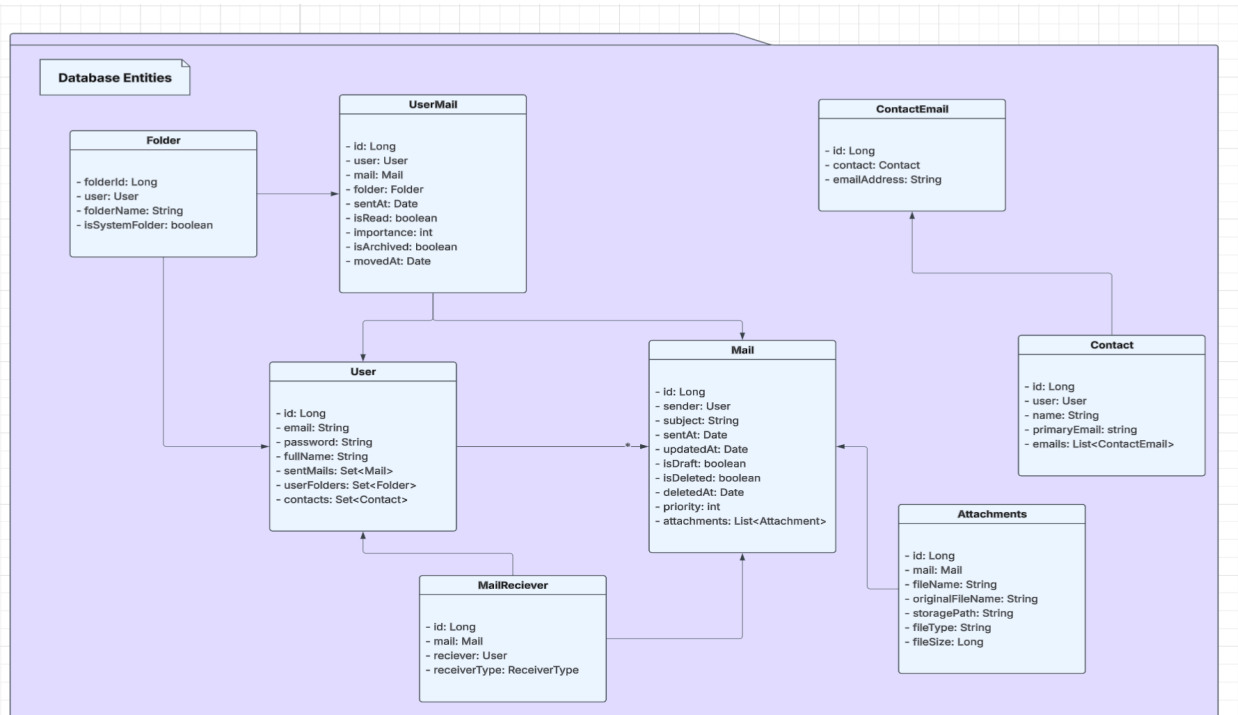 Database Entities
UserMail
- id: Long
- user: User
- mail: Mail
- folder: Folder
- sentAt: Date
- isRead: boolean
- importance: int
- isArchived: boolean
- movedAt: Date
ContactEmail
- id: Long
- contact: Contact
- emailAddress: String
Folder
- folderId: Long
- user: User
- folderName: String
- isSystemFolder: boolean
User
- id: Long
- email: String
- password: String
- fullName: String
- sentMails: Set<Mail>
- userFolders: Set<Folder>
- contacts: Set<Contact>
*
Mail
- id: Long
- sender: User
- subject: String
- sentAt: Date
- updatedAt: Date
- isDraft: boolean
- isDeleted: boolean
- deletedAt: Date
- priority: int
- attachments: List<Attachment>
Contact
- id: Long
- user: User
- name: String
- primaryEmail: string
- emails: List<ContactEmail>
Attachments
- id: Long
- mail: Mail
- fileName: String
- originalFileName: String
- storagePath: String
- fileType: String
- fileSize: Long
MailReciever
- id: Long
- mail: Mail
- reciever: User
- receiverType: ReceiverType